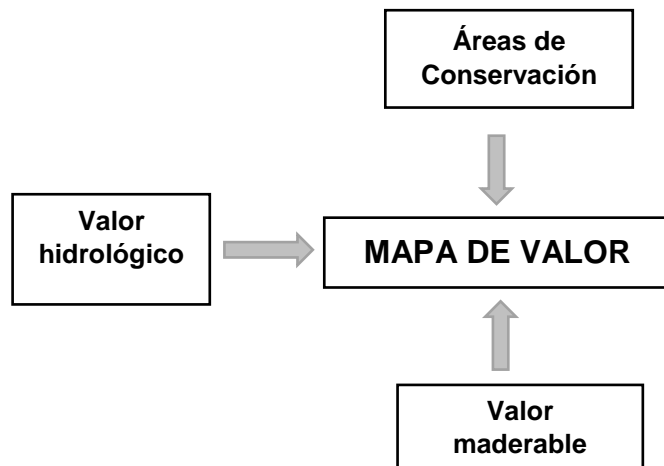 Áreas de
Conservación
Valor
hidrológico
MAPA DE VALOR
Valor
maderable